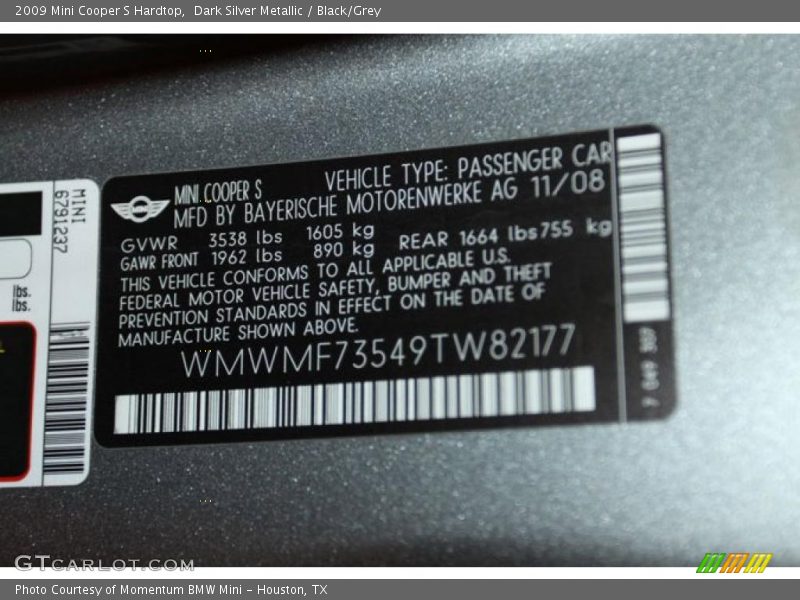 2009 Mini Cooper S Hardtop,  Dark Silver Metallic / Black/Grey
MINI
6791237
lbs.
lbs.
MINI
MINI COOPER S VEHICLE TYPE: PASSENGER CAR
MFD BY BAYERISCHE MOTORENWERKE AG 11/08
GVWR 3538 lbs 1605 kg
GAWR FRONT 1962 lbs 890 kg REAR 1664 lbs 755 kg
THIS VEHICLE CONFORMS TO ALL APPLICABLE U.S.
FEDERAL MOTOR VEHICLE SAFETY, BUMPER AND THEFT
PREVENTION STANDARDS IN EFFECT ON THE DATE OF
MANUFACTURE SHOWN ABOVE.
WMWMF73549TW82177
GTcarlot.com
Photo Courtesy of Momentum BMW Mini - Houston, TX